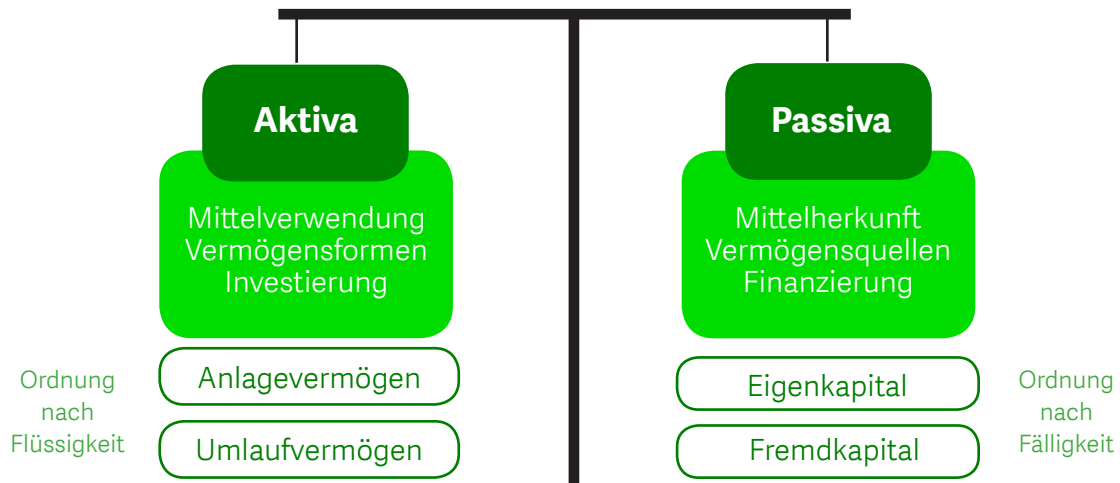 Aktiva
Mittelverwendung
Vermögensformen
Investierung
Ordnung
nach
Flüssigkeit
Anlagevermögen
Umlaufvermögen
Passiva
Mittelherkunft
Vermögensquellen
Finanzierung
Eigenkapital
Fremdkapital
Ordnung
nach
Fälligkeit